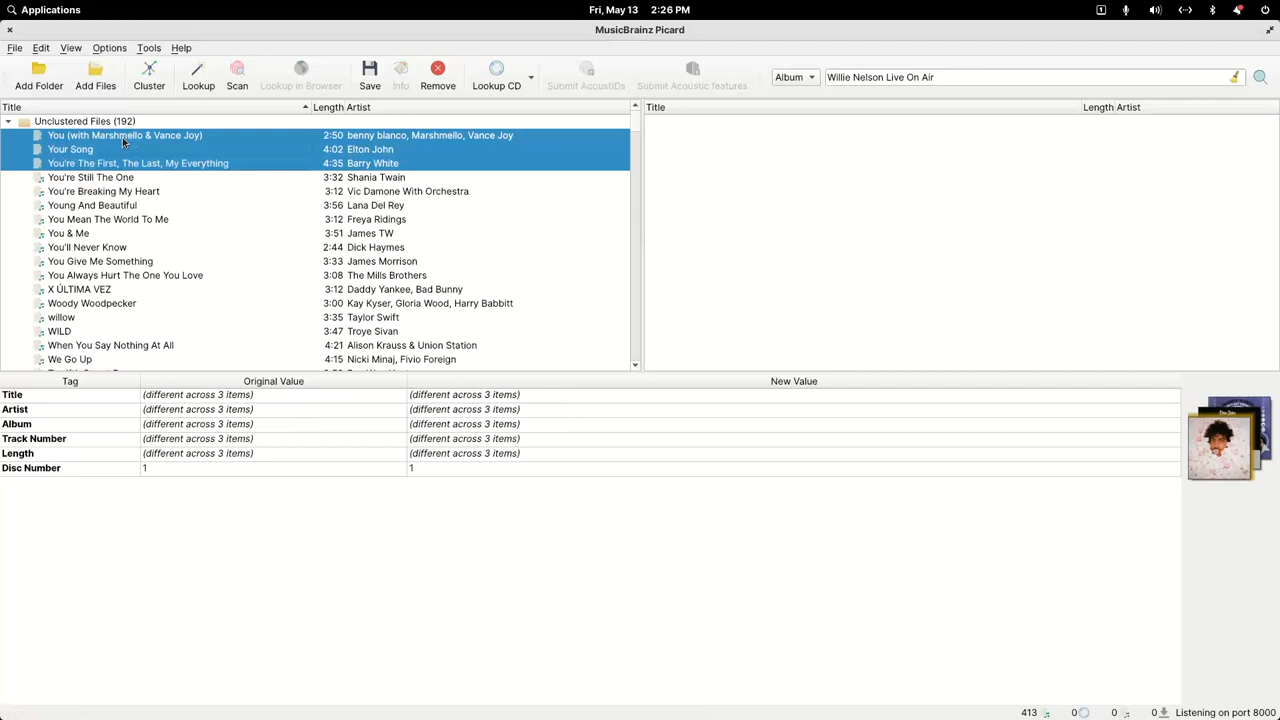 Applications
Fri, May 13 2:26 PM
1
MusicBrainz Picard
File Edit View Options Tools Help
Add Folder Add Files Cluster Lookup Scan Lookup in Browser Save Info Remove Lookup CD Submit AcoustIDs Submit Acoustic features Album Willie Nelson Live On Air
Title Length Artist Title Length Artist
Unclustered Files (192)
You (with Marshmello & Vance Joy) 2:50 benny blanco, Marshmello, Vance Joy
Your Song 4:02 Elton John
You're The First, The Last, My Everything 4:35 Barry White
You're Still The One 3:32 Shania Twain
You're Breaking My Heart 3:12 Vic Damone With Orchestra
Young And Beautiful 3:56 Lana Del Rey
You Mean The World To Me 3:12 Freya Ridings
You & Me 3:51 James TW
You'll Never Know 2:44 Dick Haymes
You Give Me Something 3:33 James Morrison
You Always Hurt The One You Love 3:08 The Mills Brothers
X ÚLTIMA VEZ 3:12 Daddy Yankee, Bad Bunny
Woody Woodpecker 3:00 Kay Kyser, Gloria Wood, Harry Babbitt
willow 3:35 Taylor Swift
WILD 3:47 Troye Sivan
When You Say Nothing At All 4:21 Alison Krauss & Union Station
We Go Up 4:15 Nicki Minaj, Fivio Foreign
Tag Original Value New Value
Title (different across 3 items) (different across 3 items)
Artist (different across 3 items) (different across 3 items)
Album (different across 3 items) (different across 3 items)
Track Number (different across 3 items) (different across 3 items)
Length (different across 3 items) (different across 3 items)
Disc Number 1 1
413 0 0 0 Listening on port 8000